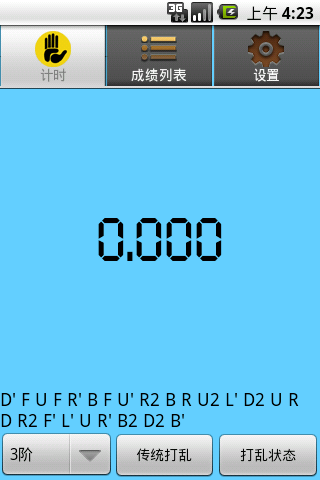 3G 上午 4:23
计时 成绩列表 设置
0.000
D' F U F R' B F U' R2 B R U2 L' D2 U R
D R2 F' L' U R' B2 D2 B'
3阶 传统打乱 打乱状态